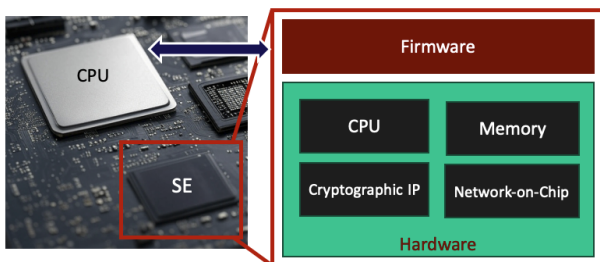 CPU
SE
Firmware
CPU
Memory
Cryptographic IP
Network-on-Chip
Hardware